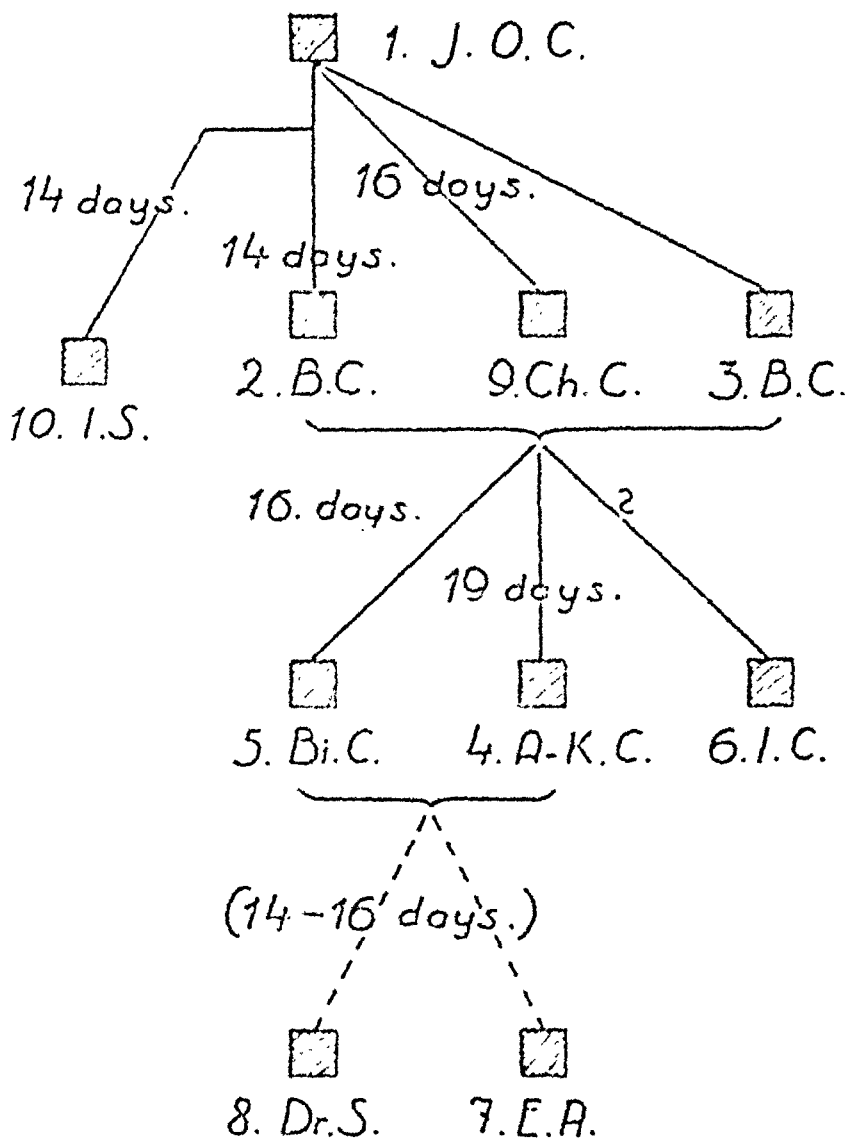 1. J. O. C.
14 days.
16 days.
14 days.
2. B.C.
9. Ch. C.
3. B.C.
10. I.S.
16. days.
2
19 days.
5. Bi. C.
4. A-K. C.
6. I. C.
(14-16 days.)
8. Dr. S.
7. E.A.